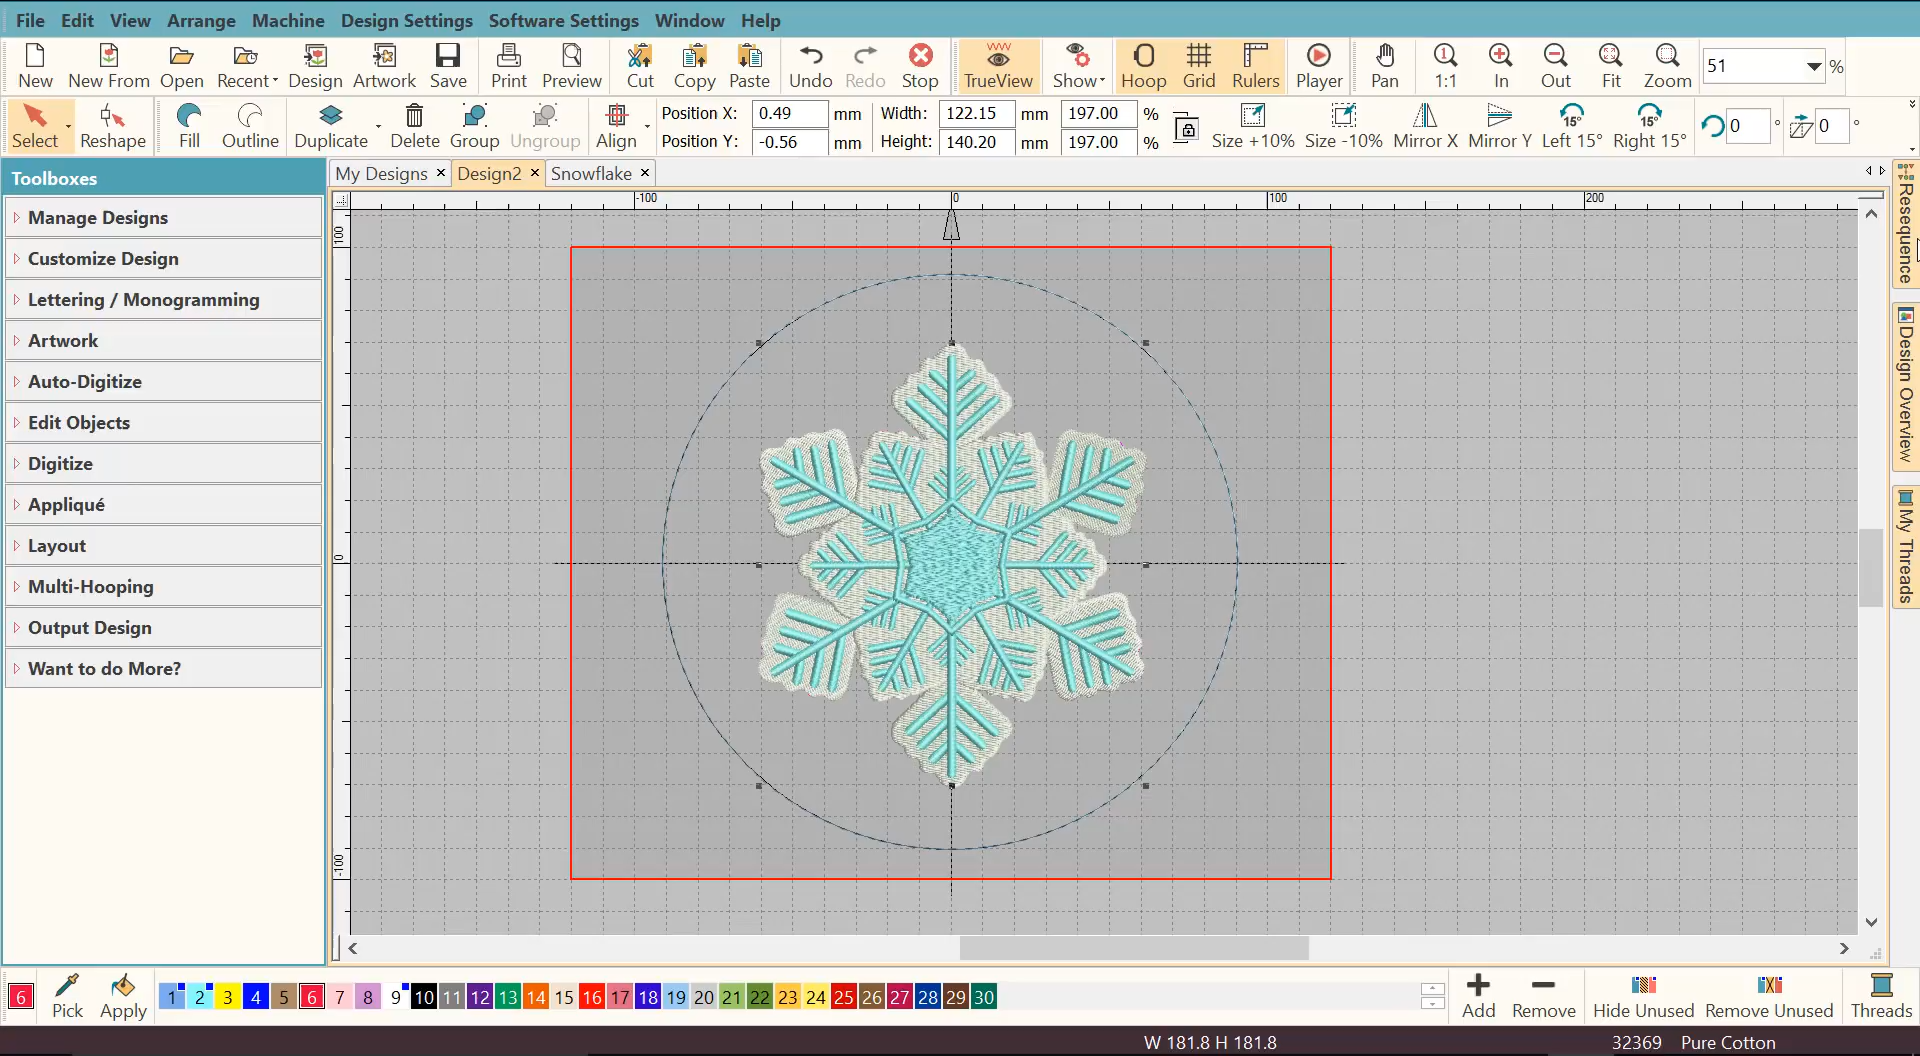 File Edit View Arrange Machine Design Settings Software Settings Window Help
New New From Open Recent Design Artwork Save Print Preview Cut Copy Paste Undo Redo Stop TrueView Show Hoop Grid Rulers Player Pan 1:1 In Out Fit Zoom 51 %
Select Reshape Fill Outline Duplicate Delete Group Ungroup Align
Position X: 0.49 mm Width: 122.15 mm 197.00 %
Position Y: -0.56 mm Height: 140.20 mm 197.00 %
Size +10% Size -10% Mirror X Mirror Y Left 15° Right 15° 0 ° 0 °
Toolboxes
My Designs × Design2 × Snowflake ×
Manage Designs
Customize Design
Lettering / Monogramming
Artwork
Auto-Digitize
Edit Objects
Digitize
Appliqué
Layout
Multi-Hooping
Output Design
Want to do More?
-100 0 100 200
100
0
-100
Resequence
Design Overview
My Threads
6 Pick Apply 1 2 3 4 5 6 7 8 9 10 11 12 13 14 15 16 17 18 19 20 21 22 23 24 25 26 27 28 29 30 Add Remove Hide Unused Remove Unused Threads
W 181.8 H 181.8 32369 Pure Cotton